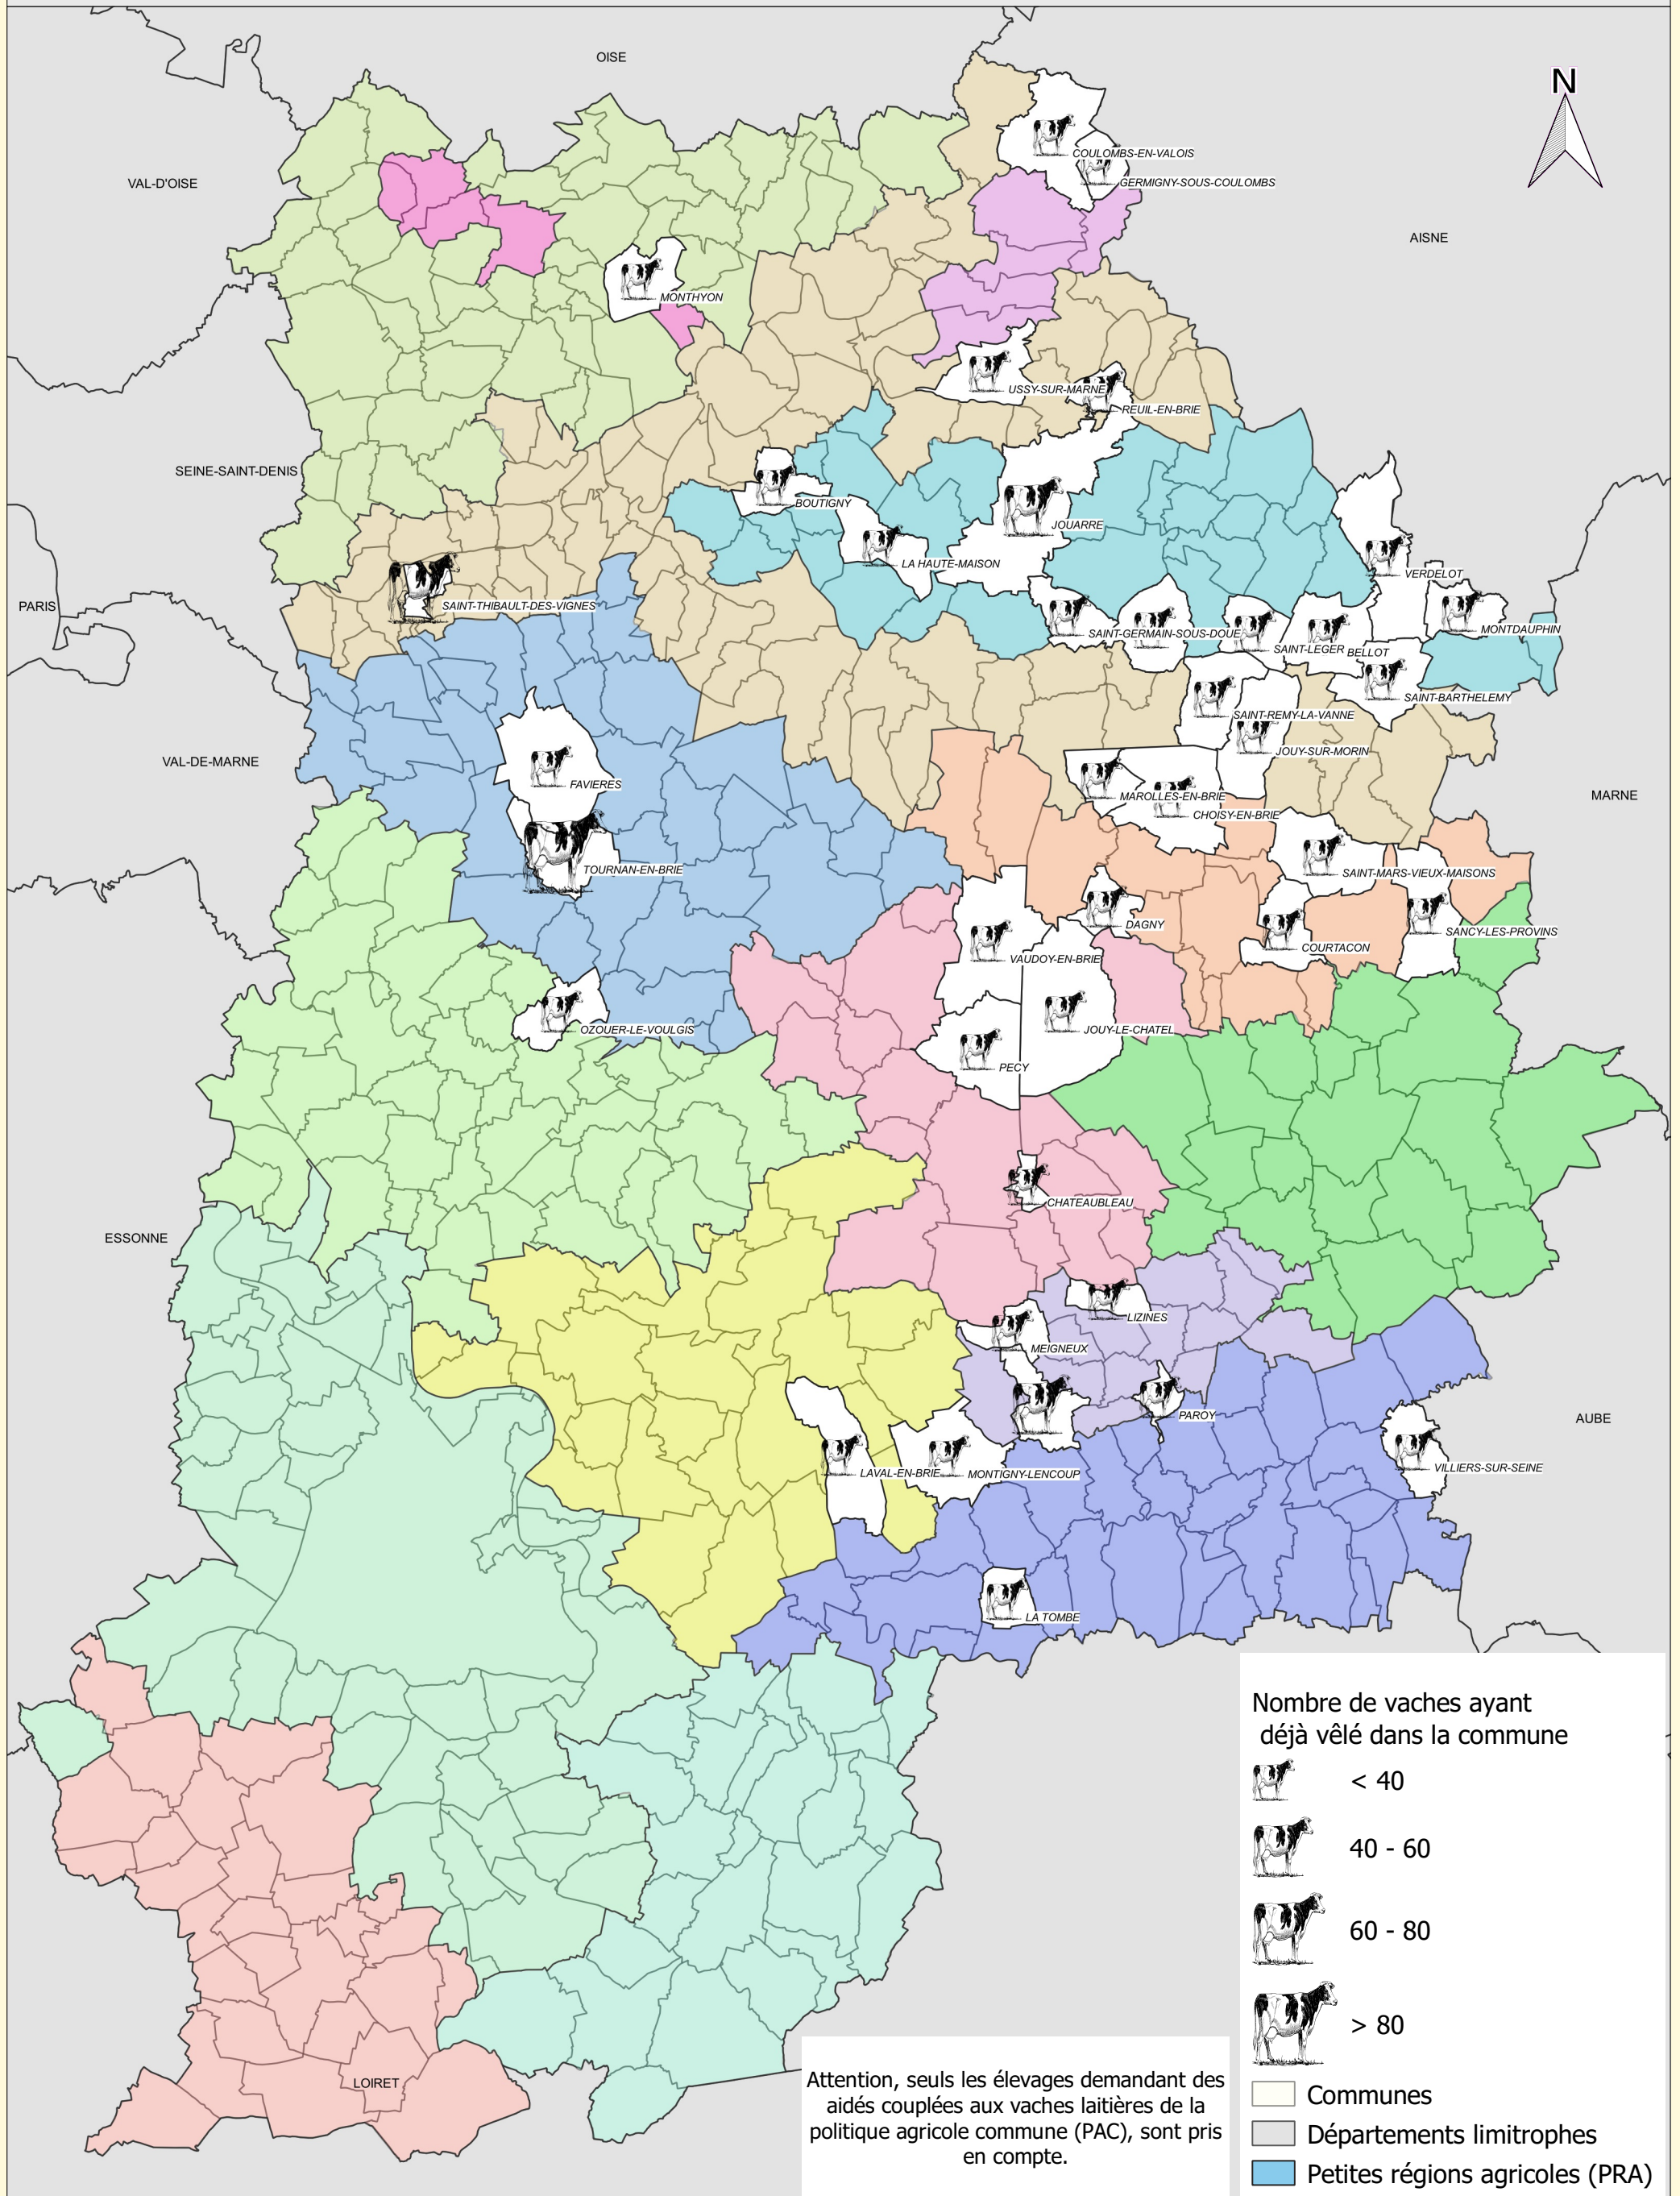 OISE
N
VAL-D'OISE
COULOMBS-EN-VALOIS
GERMIGNY-SOUS-COULOMBS
AISNE
MONTHYON
USSY-SUR-MARNE
REUIL-EN-BRIE
SEINE-SAINT-DENIS
BOUTIGNY
JOUARRE
LA HAUTE-MAISON
VERDELOT
PARIS
SAINT-THIBAULT-DES-VIGNES
MONTDAUPHIN
SAINT-GERMAIN-SOUS-DOUE
SAINT-LEGER
BELLOT
SAINT-BARTHELEMY
SAINT-REMY-LA-VANNE
JOUY-SUR-MORIN
VAL-DE-MARNE
FAVIERES
MAROLLES-EN-BRIE
MARNE
CHOISY-EN-BRIE
TOURNAN-EN-BRIE
SAINT-MARS-VIEUX-MAISONS
DAGNY
SANCY-LES-PROVINS
COURTACON
VAUDOY-EN-BRIE
OZOUER-LE-VOULGIS
JOUY-LE-CHATEL
PECY
CHATEAUBLEAU
ESSONNE
LIZINES
MEIGNEUX
PAROY
AUBE
LAVAL-EN-BRIE
MONTIGNY-LENCOUP
VILLIERS-SUR-SEINE
LA TOMBE
LOIRET
Nombre de vaches ayant
déjà vêlé dans la commune
< 40
40 - 60
60 - 80
> 80
Communes
Départements limitrophes
Petites régions agricoles (PRA)
Attention, seuls les élevages demandant des
aidés couplées aux vaches laitières de la
politique agricole commune (PAC), sont pris
en compte.